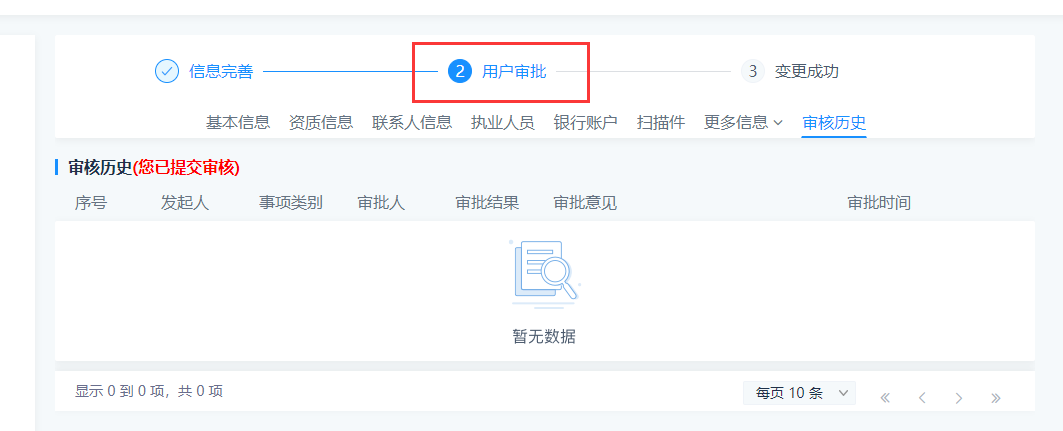 信息完善 2 用户审批 3 变更成功
基本信息 资质信息 联系人信息 执业人员 银行账户 扫描件 更多信息 审核历史
审核历史(您已提交审核)
序号 发起人 事项类别 审批人 审批结果 审批意见 审批时间
暂无数据
显示 0 到 0 项，共 0 项 每页 10 条